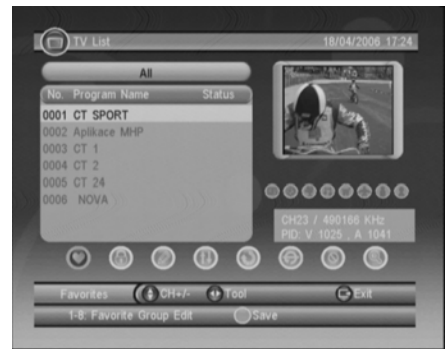 TV List 18/04/2006 17:24
All
No. Program Name Status
0001 CT SPORT
0002 Aplikace MHP
0003 CT 1
0004 CT 2
0005 CT 24
0006 NOVA
CH23 / 490166 KHz
PID: V 1025 , A 1041
Favorites CH+/- Tool Exit
1-8: Favorite Group Edit Save